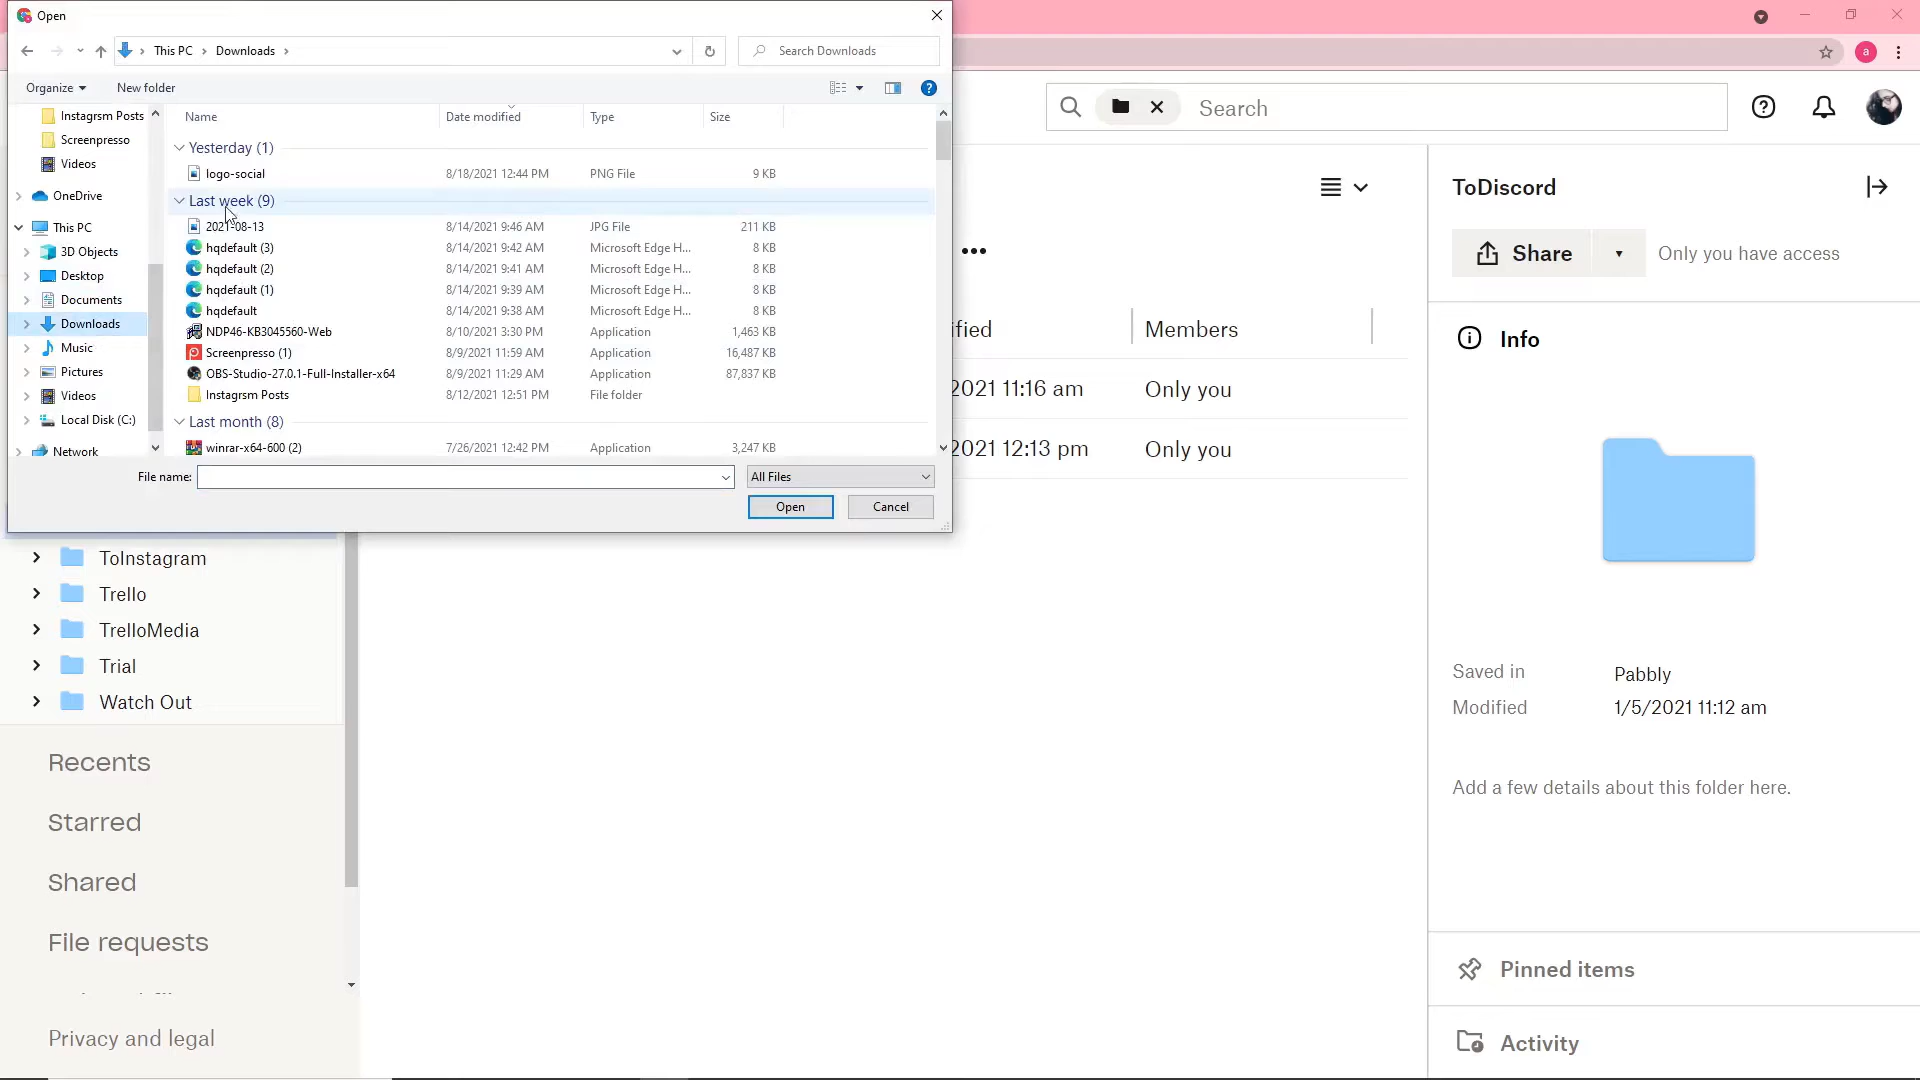 Open
This PC > Downloads >
Search Downloads
Organize
New folder
Name
Date modified
Type
Size
Instagrsm Posts
Screenpresso
Videos
OneDrive
This PC
3D Objects
Desktop
Documents
Downloads
Music
Pictures
Videos
Local Disk (C:)
Network
Yesterday (1)
logo-social 8/18/2021 12:44 PM PNG File 9 KB
Last week (9)
2021-08-13 8/14/2021 9:46 AM JPG File 211 KB
hqdefault (3) 8/14/2021 9:42 AM Microsoft Edge H... 8 KB
hqdefault (2) 8/14/2021 9:41 AM Microsoft Edge H... 8 KB
hqdefault (1) 8/14/2021 9:39 AM Microsoft Edge H... 8 KB
hqdefault 8/14/2021 9:38 AM Microsoft Edge H... 8 KB
NDP46-KB3045560-Web 8/10/2021 3:30 PM Application 1,463 KB
Screenpresso (1) 8/9/2021 11:59 AM Application 16,487 KB
OBS-Studio-27.0.1-Full-Installer-x64 8/9/2021 11:29 AM Application 87,837 KB
Instagrsm Posts 8/12/2021 12:51 PM File folder
Last month (8)
winrar-x64-600 (2) 7/26/2021 12:42 PM Application 3,247 KB
File name:
All Files
Open
Cancel
a
Search
ified
Members
2021 11:16 am Only you
2021 12:13 pm Only you
ToDiscord
Share
Only you have access
Info
Saved in Pabbly
Modified 1/5/2021 11:12 am
Add a few details about this folder here.
Pinned items
Activity
ToInstagram
Trello
TrelloMedia
Trial
Watch Out
Recents
Starred
Shared
File requests
Privacy and legal